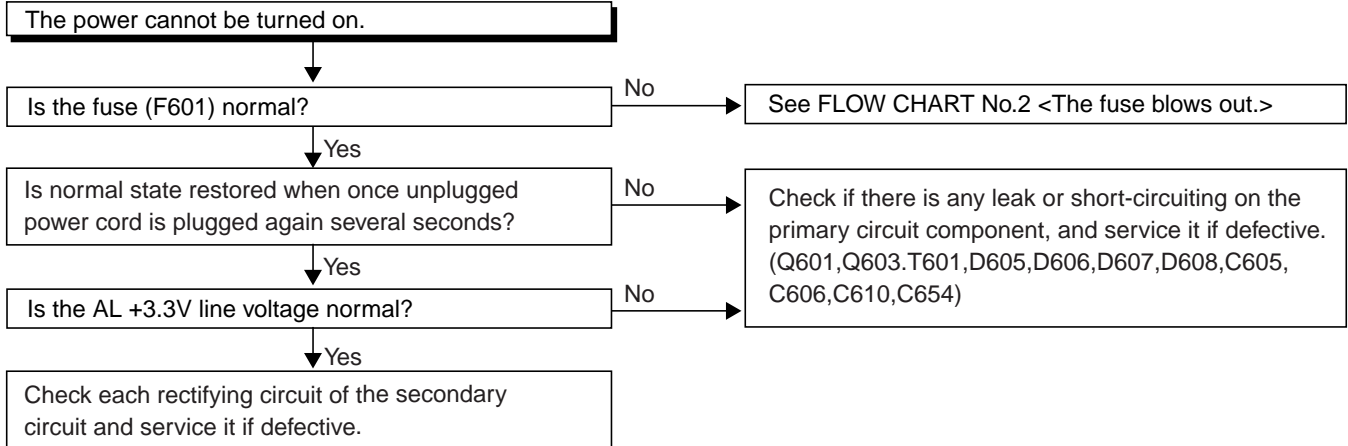 The power cannot be turned on.
Is the fuse (F601) normal?
No
See FLOW CHART No.2 <The fuse blows out.>
Yes
Is normal state restored when once unplugged
power cord is plugged again several seconds?
No
Check if there is any leak or short-circuiting on the
primary circuit component, and service it if defective.
(Q601,Q603.T601,D605,D606,D607,D608,C605,
C606,C610,C654)
Yes
Is the AL +3.3V line voltage normal?
No
Yes
Check each rectifying circuit of the secondary
circuit and service it if defective.